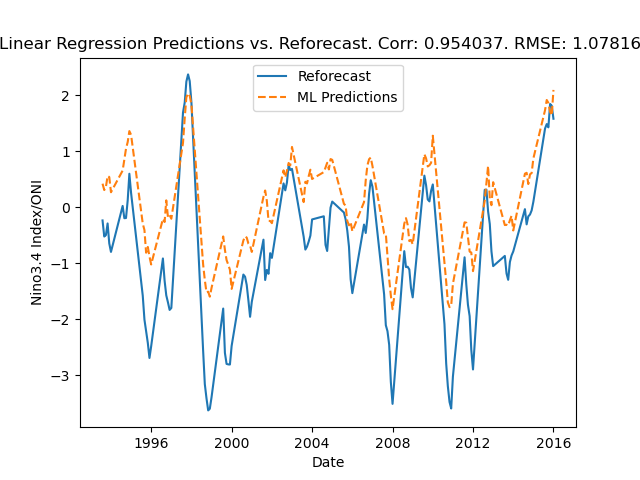 Linear Regression Predictions vs. Reforecast. Corr: 0.954037. RMSE: 1.07816
Reforecast
ML Predictions
2
1
0
−1
−2
−3
Nino3.4 Index/ONI
1996
2000
2004
2008
2012
2016
Date